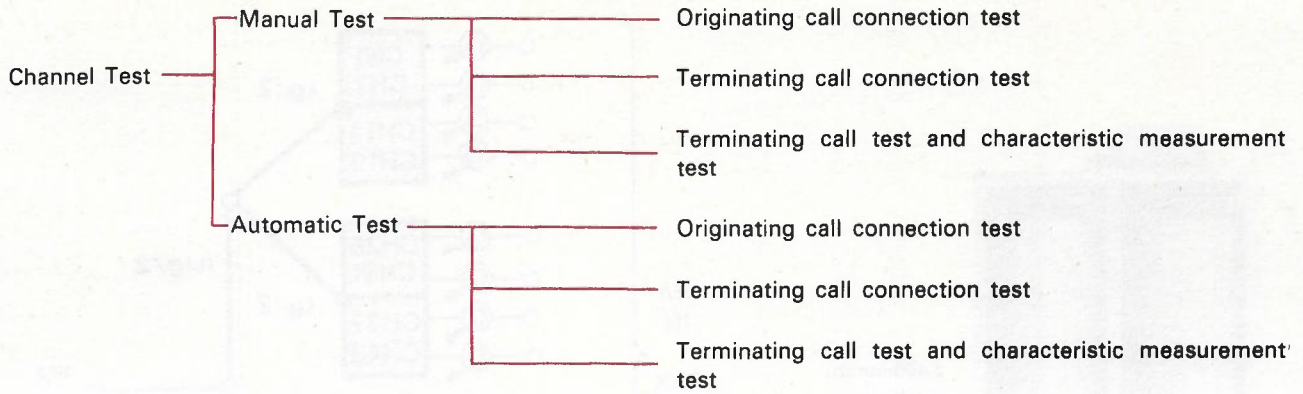 Manual Test
Originating call connection test
Channel Test
Terminating call connection test
Terminating call test and characteristic measurement
test
Automatic Test
Originating call connection test
Terminating call connection test
Terminating call test and characteristic measurement
test